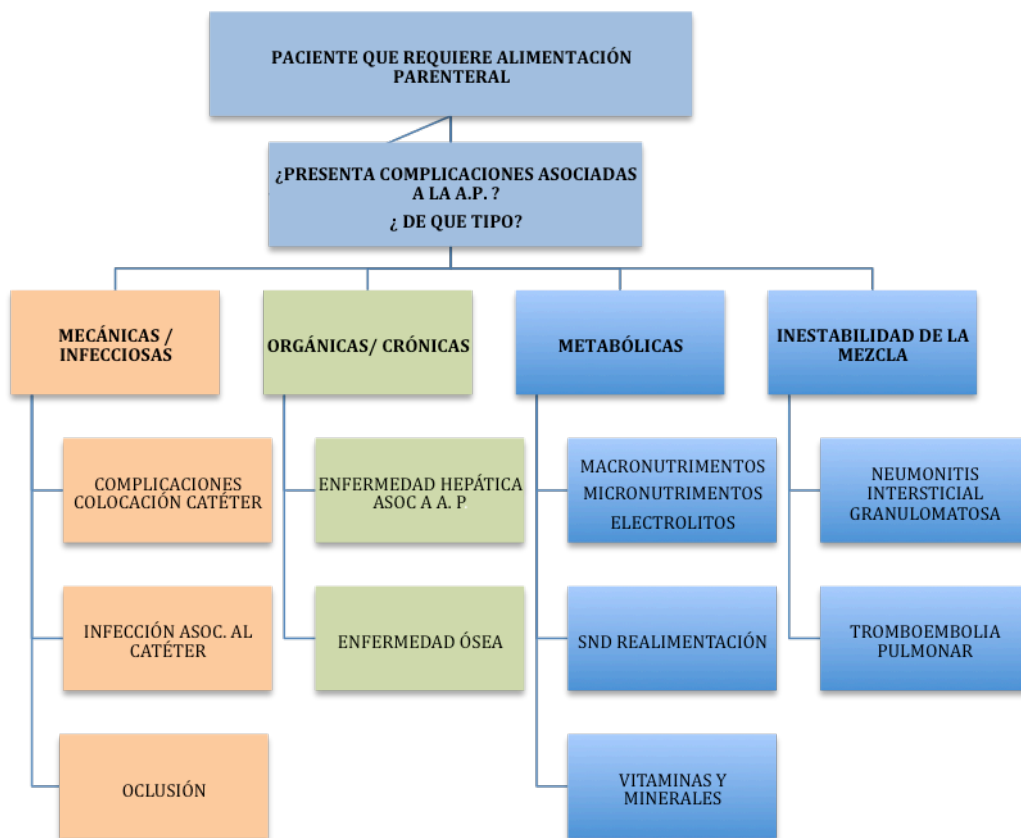 PACIENTE QUE REQUIERE ALIMENTACIÓN
PARENTERAL
¿PRESENTA COMPLICACIONES ASOCIADAS
A LA A.P. ?
¿ DE QUE TIPO?
MECÁNICAS /
INFECCIOSAS
COMPLICACIONES
COLOCACIÓN CATÉTER
INFECCIÓN ASOC. AL
CATÉTER
OCLUSIÓN
ORGÁNICAS/ CRÓNICAS
ENFERMEDAD HEPÁTICA
ASOC A A. P.
ENFERMEDAD ÓSEA
METABÓLICAS
MACRONUTRIMENTOS
MICRONUTRIMENTOS
ELECTROLITOS
SND REALIMENTACIÓN
VITAMINAS Y
MINERALES
INESTABILIDAD DE LA
MEZCLA
NEUMONITIS
INTERSTICIAL
GRANULOMATOSA
TROMBOEMBOLIA
PULMONAR